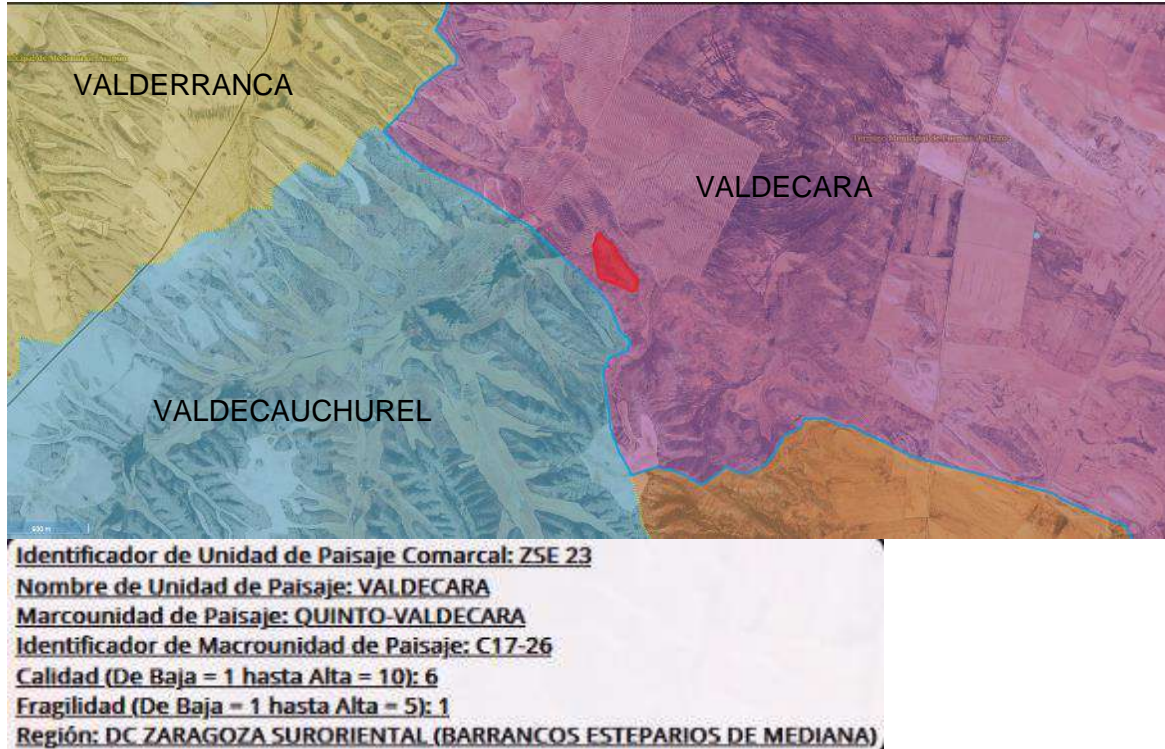 VALDERRANCA
VALDECARA
VALDECAUCHUREL
Identificador de Unidad de Paisaje Comarcal: ZSE 23
Nombre de Unidad de Paisaje: VALDECARA
Marcounidad de Paisaje: QUINTO-VALDECARA
Identificador de Macrounidad de Paisaje: C17-26
Calidad (De Baja = 1 hasta Alta = 10): 6
Fragilidad (De Baja = 1 hasta Alta = 5): 1
Región: DC ZARAGOZA SURORIENTAL (BARRANCOS ESTEPARIOS DE MEDIANA)